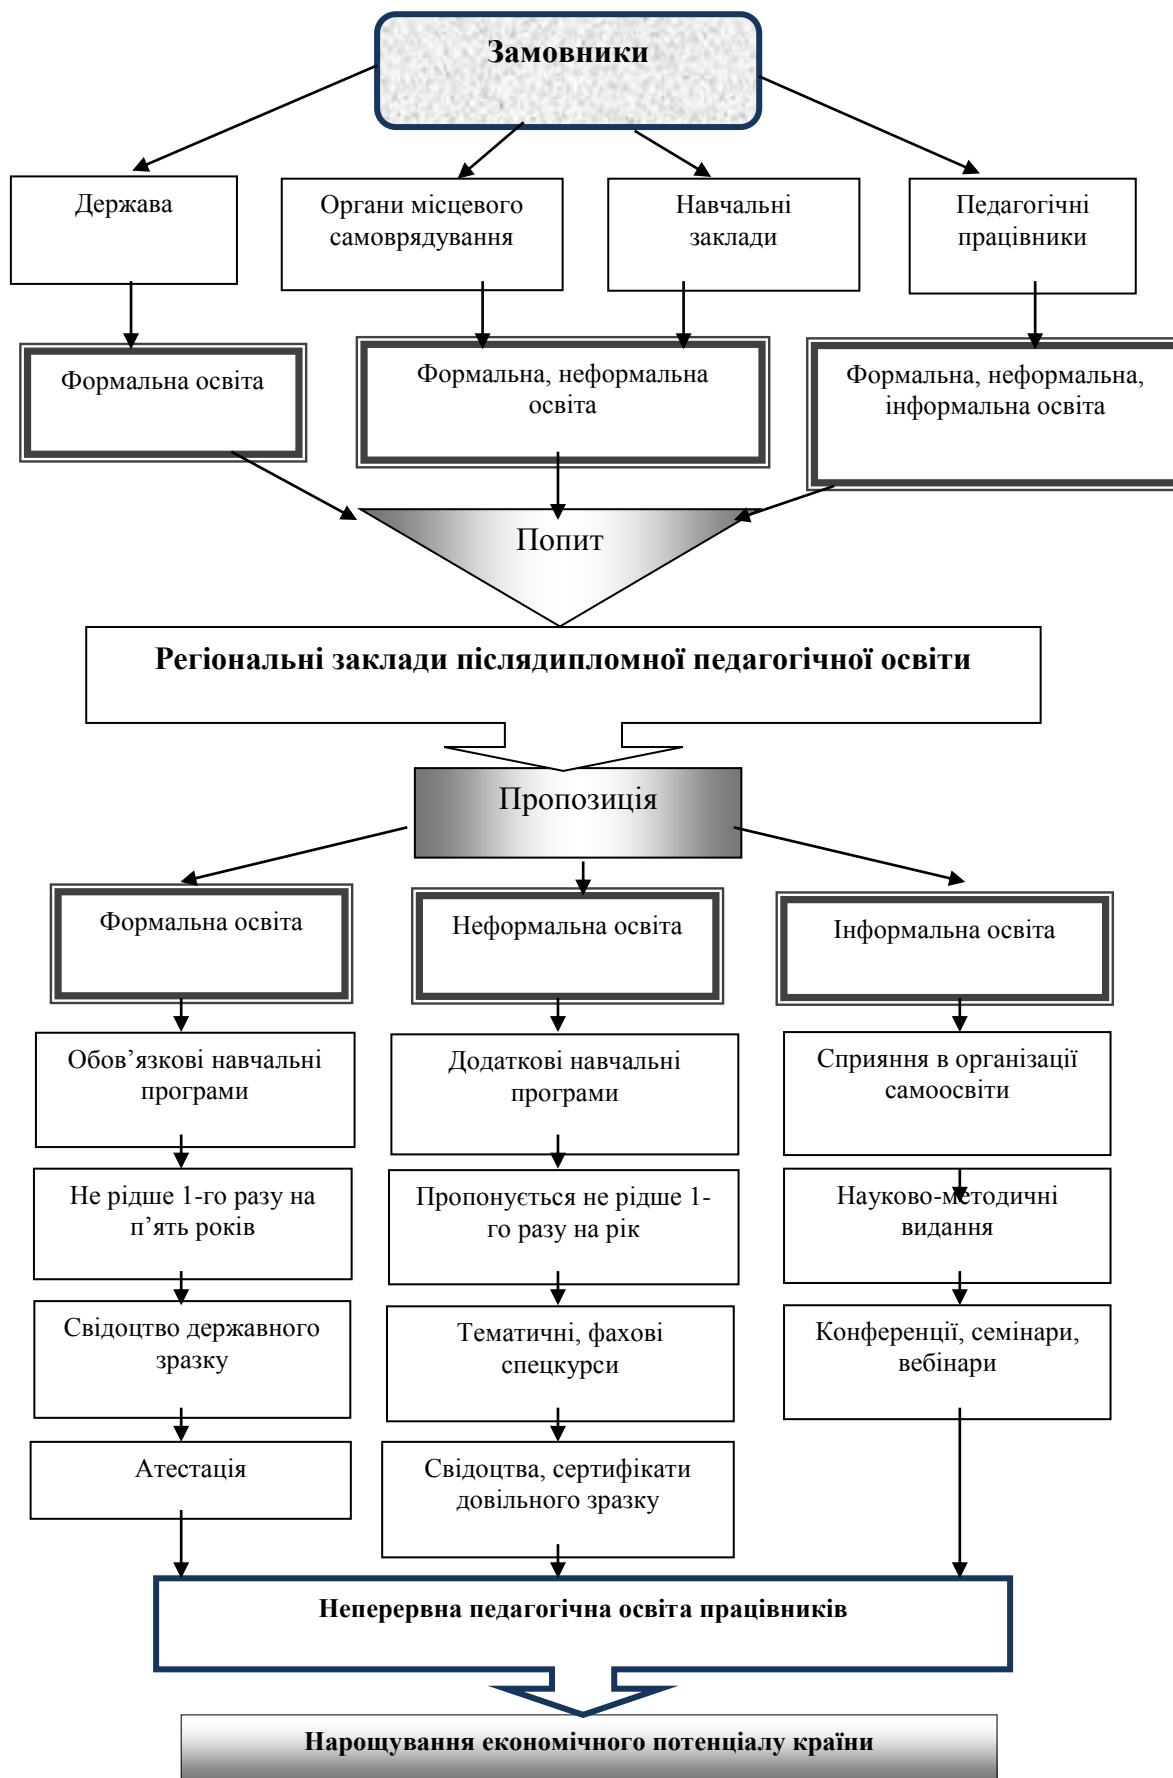 Замовники
Держава
Органи місцевого
самоврядування
Навчальні
заклади
Педагогічні
працівники
Формальна освіта
Формальна, неформальна
освіта
Формальна, неформальна,
інформальна освіта
Попит
Регіональні заклади післядипломної педагогічної освіти
Пропозиція
Формальна освіта
Неформальна освіта
Інформальна освіта
Обов’язкові навчальні
програми
Додаткові навчальні
програми
Сприяння в організації
самоосвіти
Не рідше 1-го разу на
п’ять років
Пропонується не рідше 1-
го разу на рік
Науково-методичні
видання
Свідоцтво державного
зразку
Тематичні, фахові
спецкурси
Конференції, семінари,
вебінари
Атестація
Свідоцтва, сертифікати
довільного зразку
Неперервна педагогічна освіта працівників
Нарощування економічного потенціалу країни